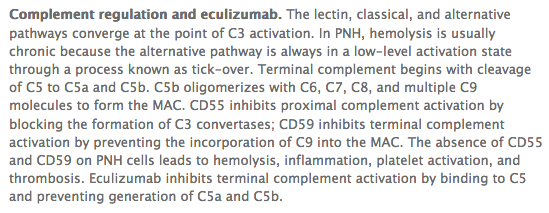 Complement regulation and eculizumab. The lectin, classical, and alternative
pathways converge at the point of C3 activation. In PNH, hemolysis is usually
chronic because the alternative pathway is always in a low-level activation state
through a process known as tick-over. Terminal complement begins with cleavage
of C5 to C5a and C5b. C5b oligomerizes with C6, C7, C8, and multiple C9
molecules to form the MAC. CD55 inhibits proximal complement activation by
blocking the formation of C3 convertases; CD59 inhibits terminal complement
activation by preventing the incorporation of C9 into the MAC. The absence of CD55
and CD59 on PNH cells leads to hemolysis, inflammation, platelet activation, and
thrombosis. Eculizumab inhibits terminal complement activation by binding to C5
and preventing generation of C5a and C5b.